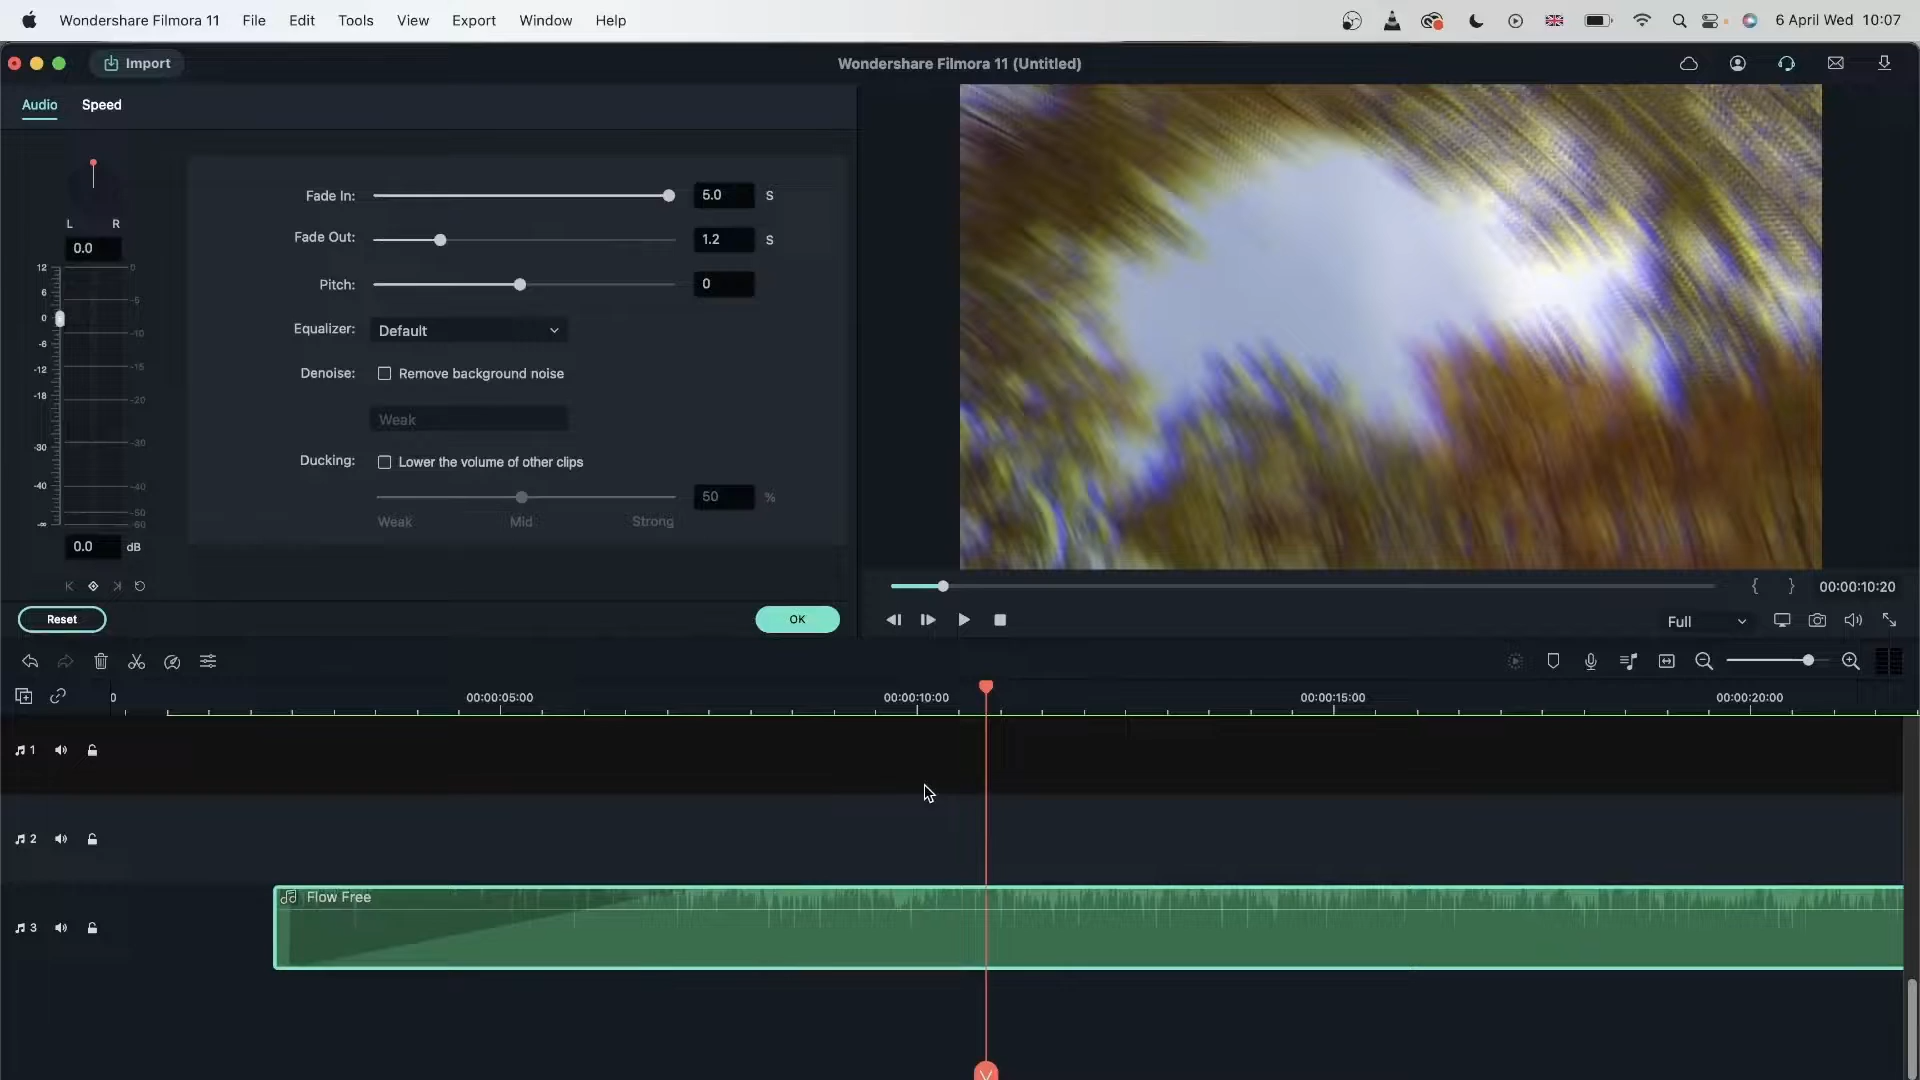 Wondershare Filmora 11 File Edit Tools View Export Window Help 6 April Wed 10:07
Import Wondershare Filmora 11 (Untitled)
Audio Speed
Fade In: 5.0 S
L R
Fade Out: 1.2 S
0.0
12 0
Pitch: 0
6 -5
0
Equalizer: Default
-10
-6
-12 -15
Denoise: Remove background noise
-18 -20
Weak
-30 -30
Ducking: Lower the volume of other clips
-40 -40
50 %
-50
Weak Mid Strong
-∞ -60
0.0 dB
00:00:10:20
Reset OK
Full
0 00:00:05:00 00:00:10:00 00:00:15:00 00:00:20:00
1
2
Flow Free
3